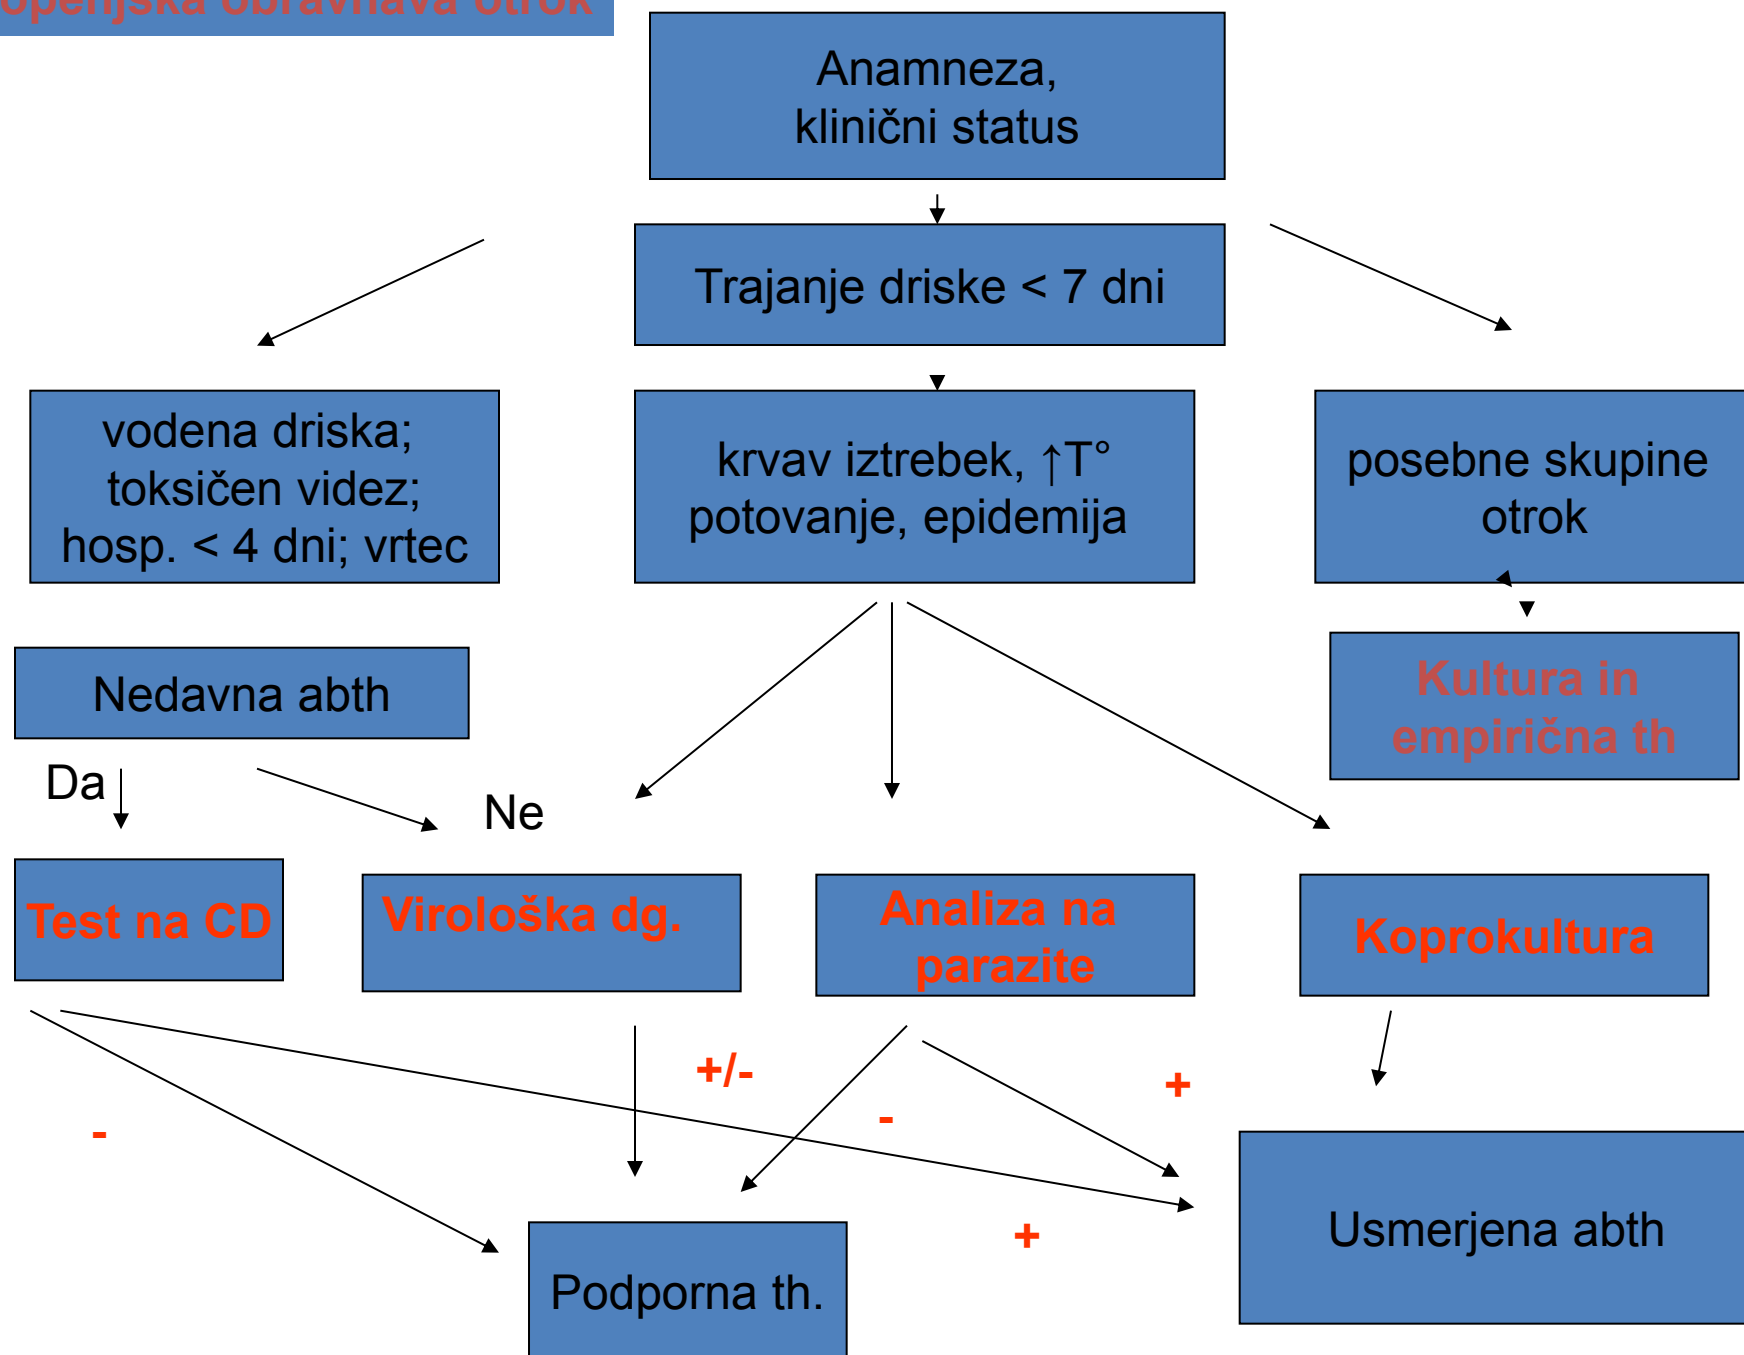 obravnava otrok
Anamneza,
klinični status
Trajanje driske < 7 dni
vodena driska;
toksičen videz;
hosp. < 4 dni; vrtec
krvav iztrebek, ↑T°
potovanje, epidemija
posebne skupine
otrok
Nedavna abth
Kultura in
empirična th
Da
Ne
Test na CD
Virološka dg.
Analiza na
parazite
Koprokultura
+/-
+
-
-
+
Usmerjena abth
Podporna th.